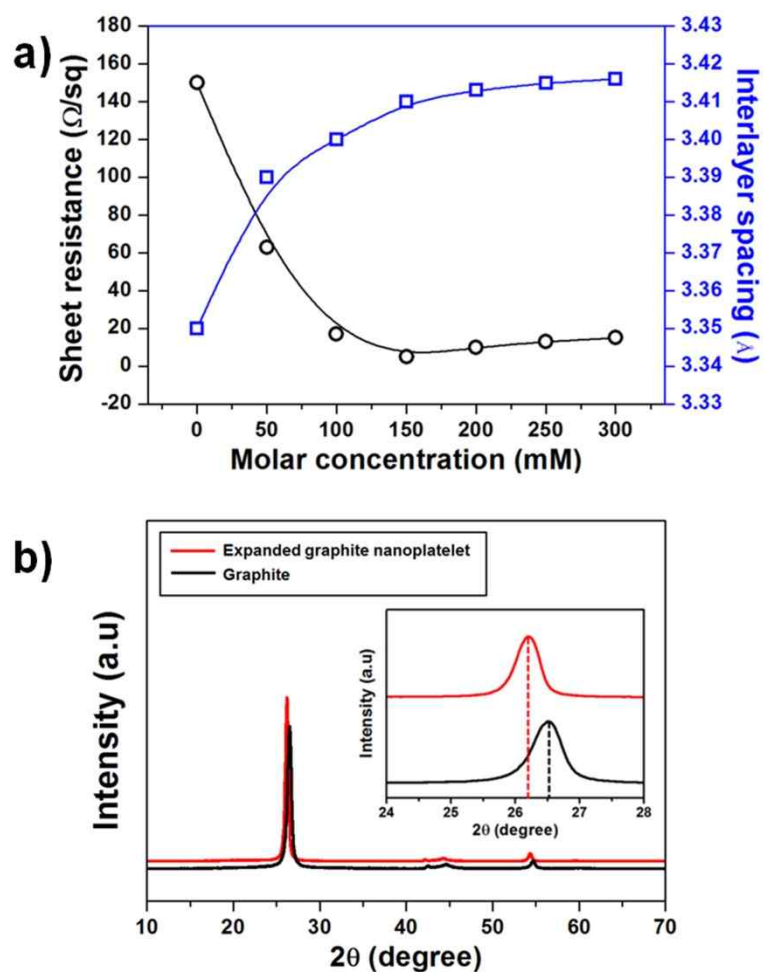 a)
Sheet resistance (Ω/sq)
180
160
140
120
100
80
60
40
20
0
-20
3.43
3.42
3.41
3.40
3.39
3.38
3.37
3.36
3.35
3.34
3.33
Interlayer spacing (Å)
0 50 100 150 200 250 300
Molar concentration (mM)
b)
Intensity (a.u)
Expanded graphite nanoplatelet
Graphite
Intensity (a.u)
24 25 26 27 28
2θ (degree)
10 20 30 40 50 60 70
2θ (degree)